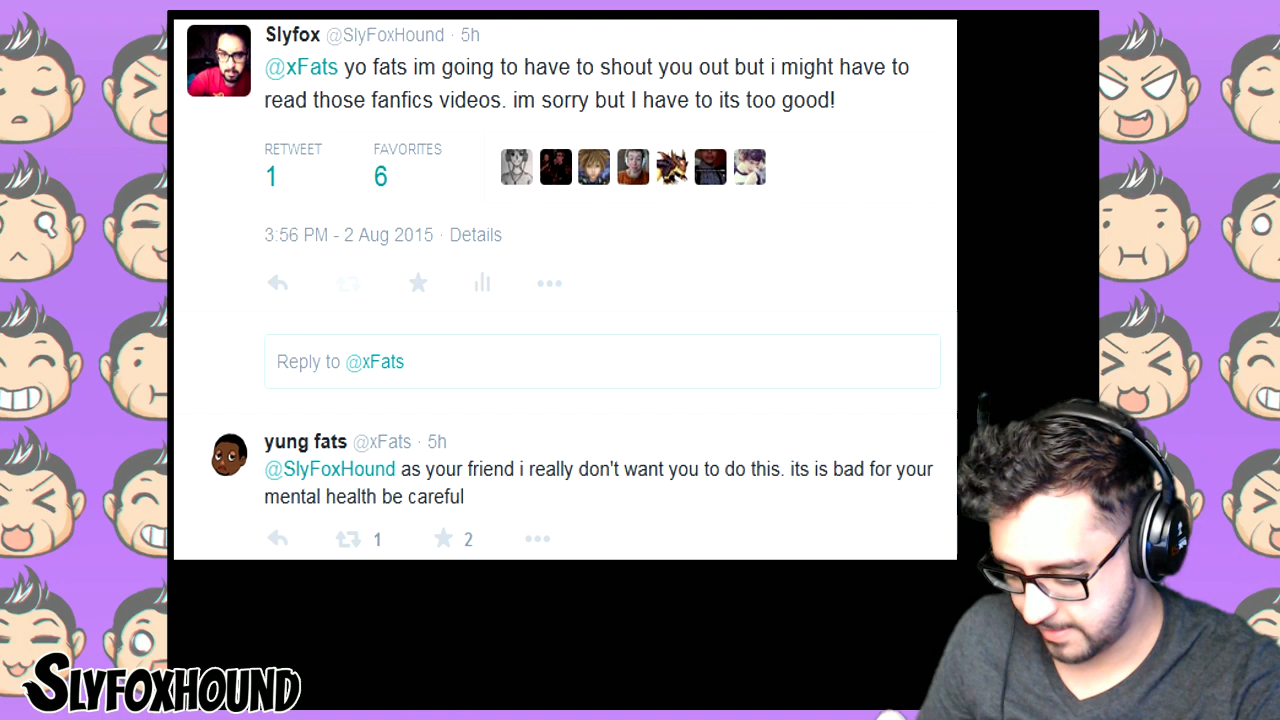 Slyfox @SlyFoxHound · 5h
@xFats yo fats im going to have to shout you out but i might have to
read those fanfics videos. im sorry but I have to its too good!
RETWEET FAVORITES
1 6
3:56 PM - 2 Aug 2015 · Details
Reply to @xFats
yung fats @xFats · 5h
@SlyFoxHound as your friend i really don't want you to do this. its is bad for your
mental health be careful
1 2
SLYFOXHOUND